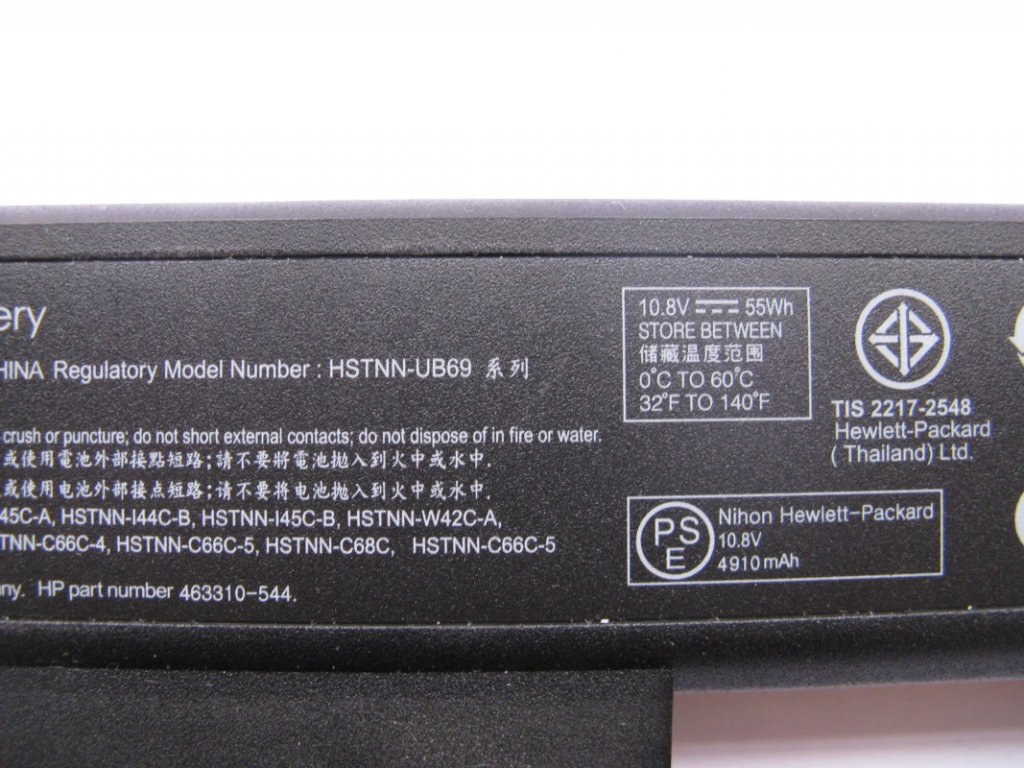 ery
CHINA Regulatory Model Number : HSTNN-UB69 系列
crush or puncture; do not short external contacts; do not dispose of in fire or water.
或使用電池外部接點短路;請不要將電池拋入到火中或水中.
或使用电池外部接点短路;请不要将电池抛入到火中或水中.
45C-A, HSTNN-I44C-B, HSTNN-I45C-B, HSTNN-W42C-A,
TNN-C66C-4, HSTNN-C66C-5, HSTNN-C68C, HSTNN-C66C-5
ny. HP part number 463310-544.
10.8V 55Wh
STORE BETWEEN
储藏温度范围
0°C TO 60°C
32°F TO 140°F
TIS 2217-2548
Hewlett-Packard
( Thailand) Ltd.
PS
E
Nihon Hewlett-Packard
10.8V
4910 mAh